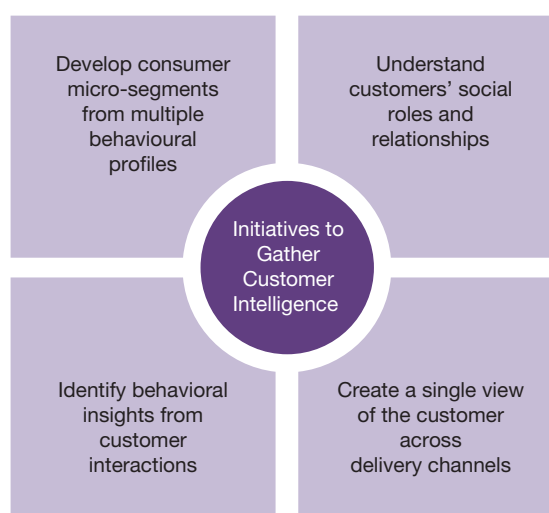 Develop consumer
micro-segments
from multiple
behavioural
profiles
Understand
customers’ social
roles and
relationships
Initiatives to
Gather
Customer
Intelligence
Identify behavioral
insights from
customer
interactions
Create a single view
of the customer
across
delivery channels